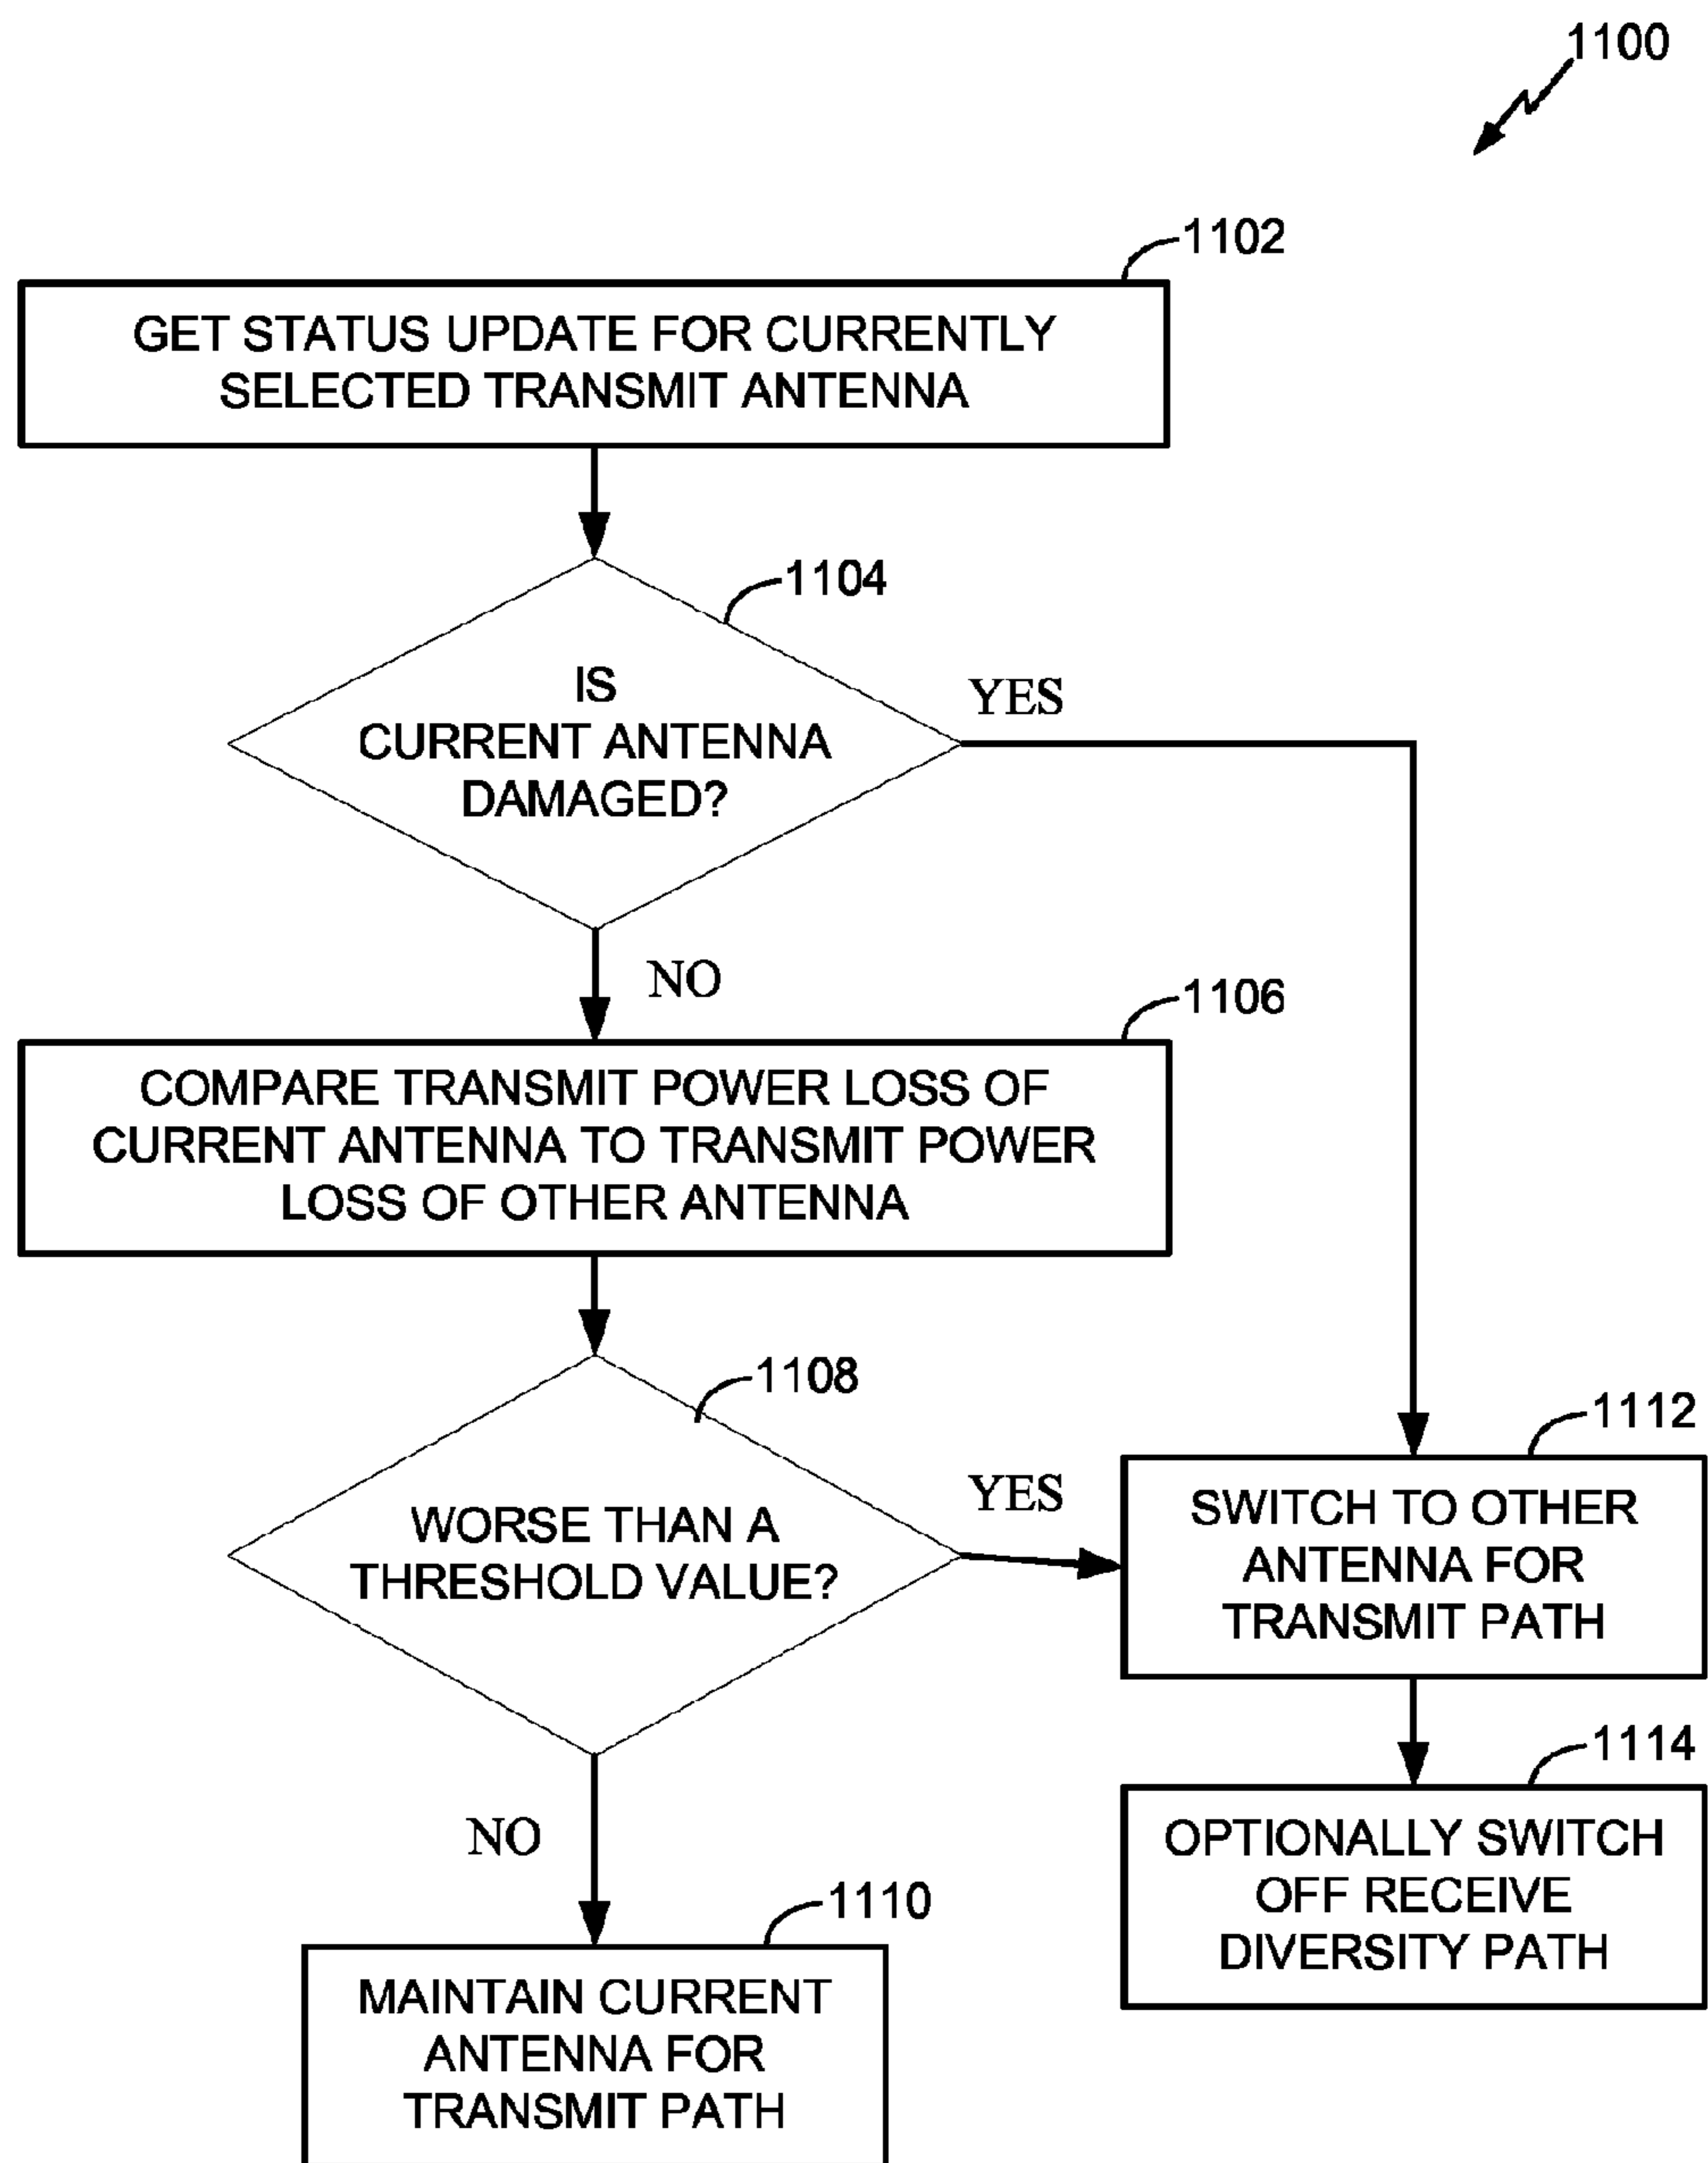 1100
1102
GET STATUS UPDATE FOR CURRENTLY
SELECTED TRANSMIT ANTENNA
1104
IS
CURRENT ANTENNA
DAMAGED?
YES
NO
1106
COMPARE TRANSMIT POWER LOSS OF
CURRENT ANTENNA TO TRANSMIT POWER
LOSS OF OTHER ANTENNA
1108
WORSE THAN A
THRESHOLD VALUE?
YES
NO
1112
SWITCH TO OTHER
ANTENNA FOR
TRANSMIT PATH
1114
OPTIONALLY SWITCH
OFF RECEIVE
DIVERSITY PATH
1110
MAINTAIN CURRENT
ANTENNA FOR
TRANSMIT PATH